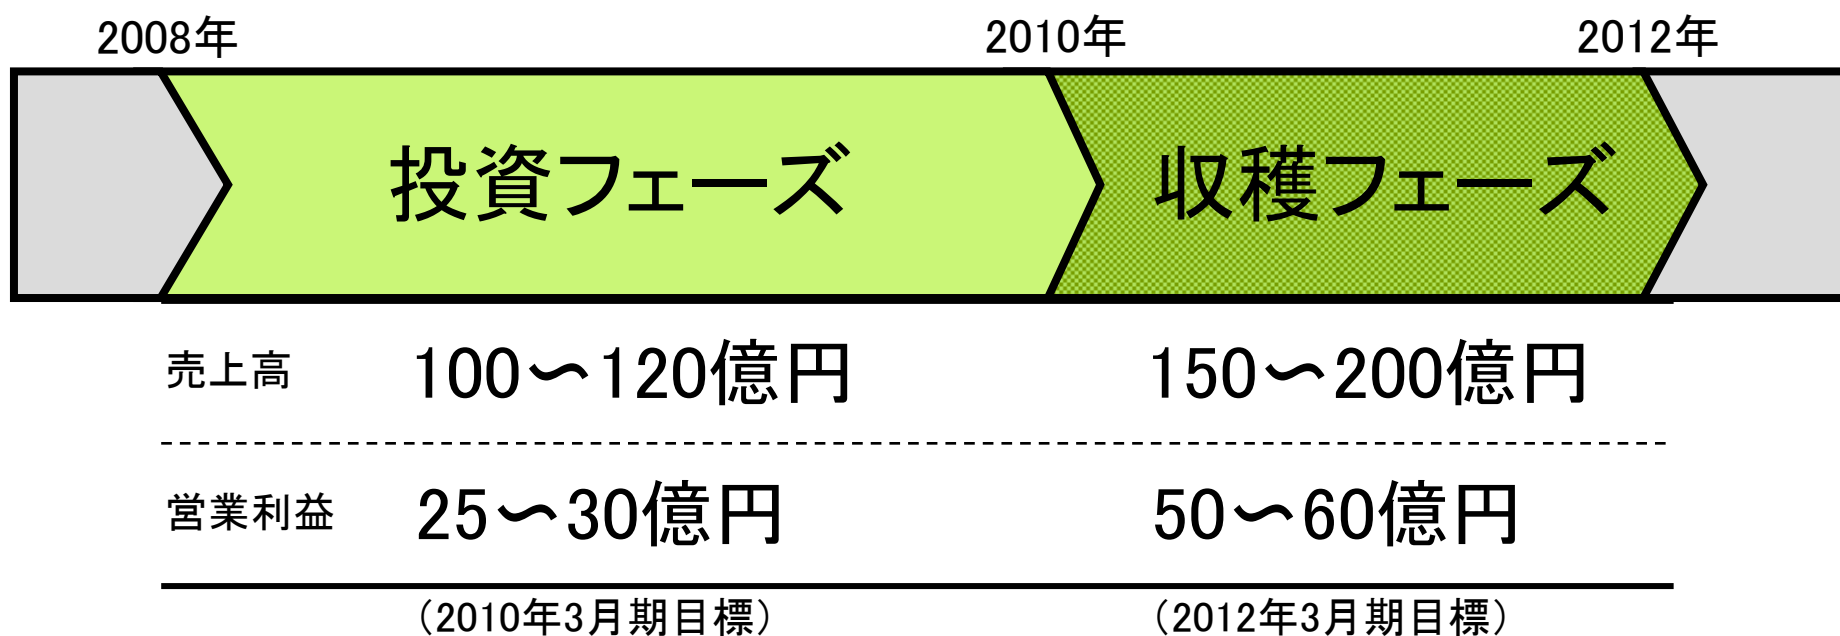 2008年 2010年 2012年
投資フェーズ 収穫フェーズ
売上高 100〜120億円 150〜200億円
営業利益 25〜30億円 50〜60億円
（2010年3月期目標） （2012年3月期目標）